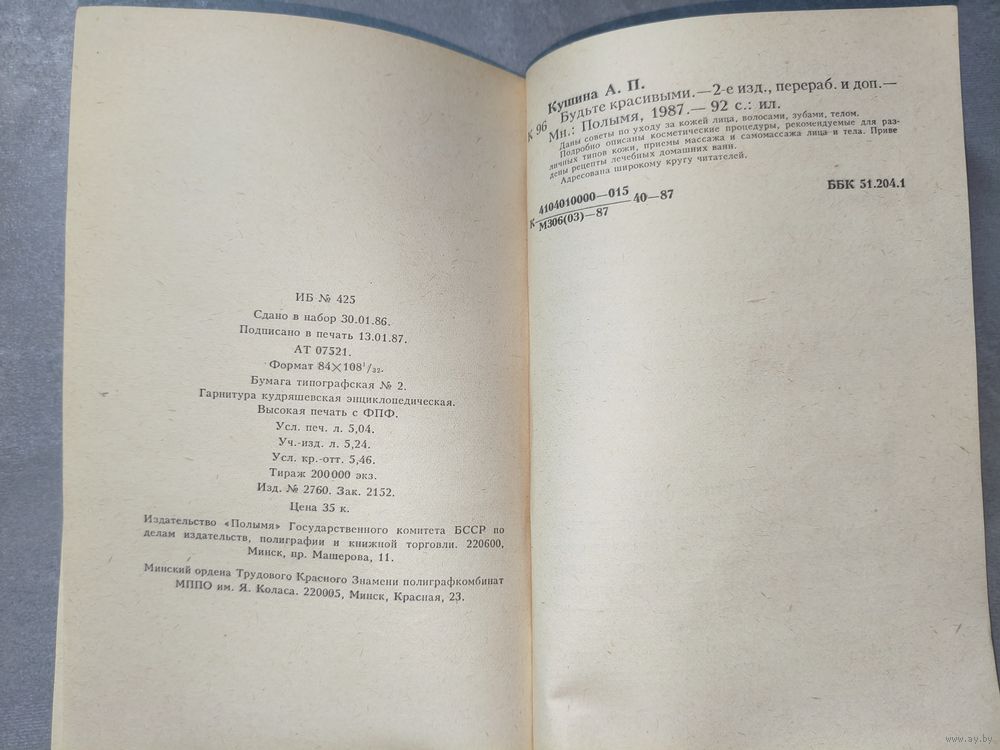 ИБ № 425
Сдано в набор 30.01.86.
Подписано в печать 13.01.87.
АТ 07521.
Формат 84×108¹/₃₂.
Бумага типографская № 2.
Гарнитура кудряшевская энциклопедическая.
Высокая печать с ФПФ.
Усл. печ. л. 5,04.
Уч.-изд. л. 5,24.
Усл. кр.-отт. 5,46.
Тираж 200000 экз.
Изд. № 2760. Зак. 2152.
Цена 35 к.
Издательство «Полымя» Государственного комитета БССР по
делам издательств, полиграфии и книжной торговли. 220600,
Минск, пр. Машерова, 11.
Минский ордена Трудового Красного Знамени полиграфкомбинат
МППО им. Я. Коласа. 220005, Минск, Красная, 23.
Кушина А. П.
К 96 Будьте красивыми.—2-е изд., перераб. и доп.—
Мн.: Полымя, 1987.— 92 с.: ил.
Даны советы по уходу за кожей лица, волосами, зубами, телом.
Подробно описаны косметические процедуры, рекомендуемые для раз-
личных типов кожи, приемы массажа и самомассажа лица и тела. Приве
дены рецепты лечебных домашних ванн.
Адресована широкому кругу читателей.
К 4104010000—015
М306(03)—87 40—87
ББК 51.204.1
www.ay.by